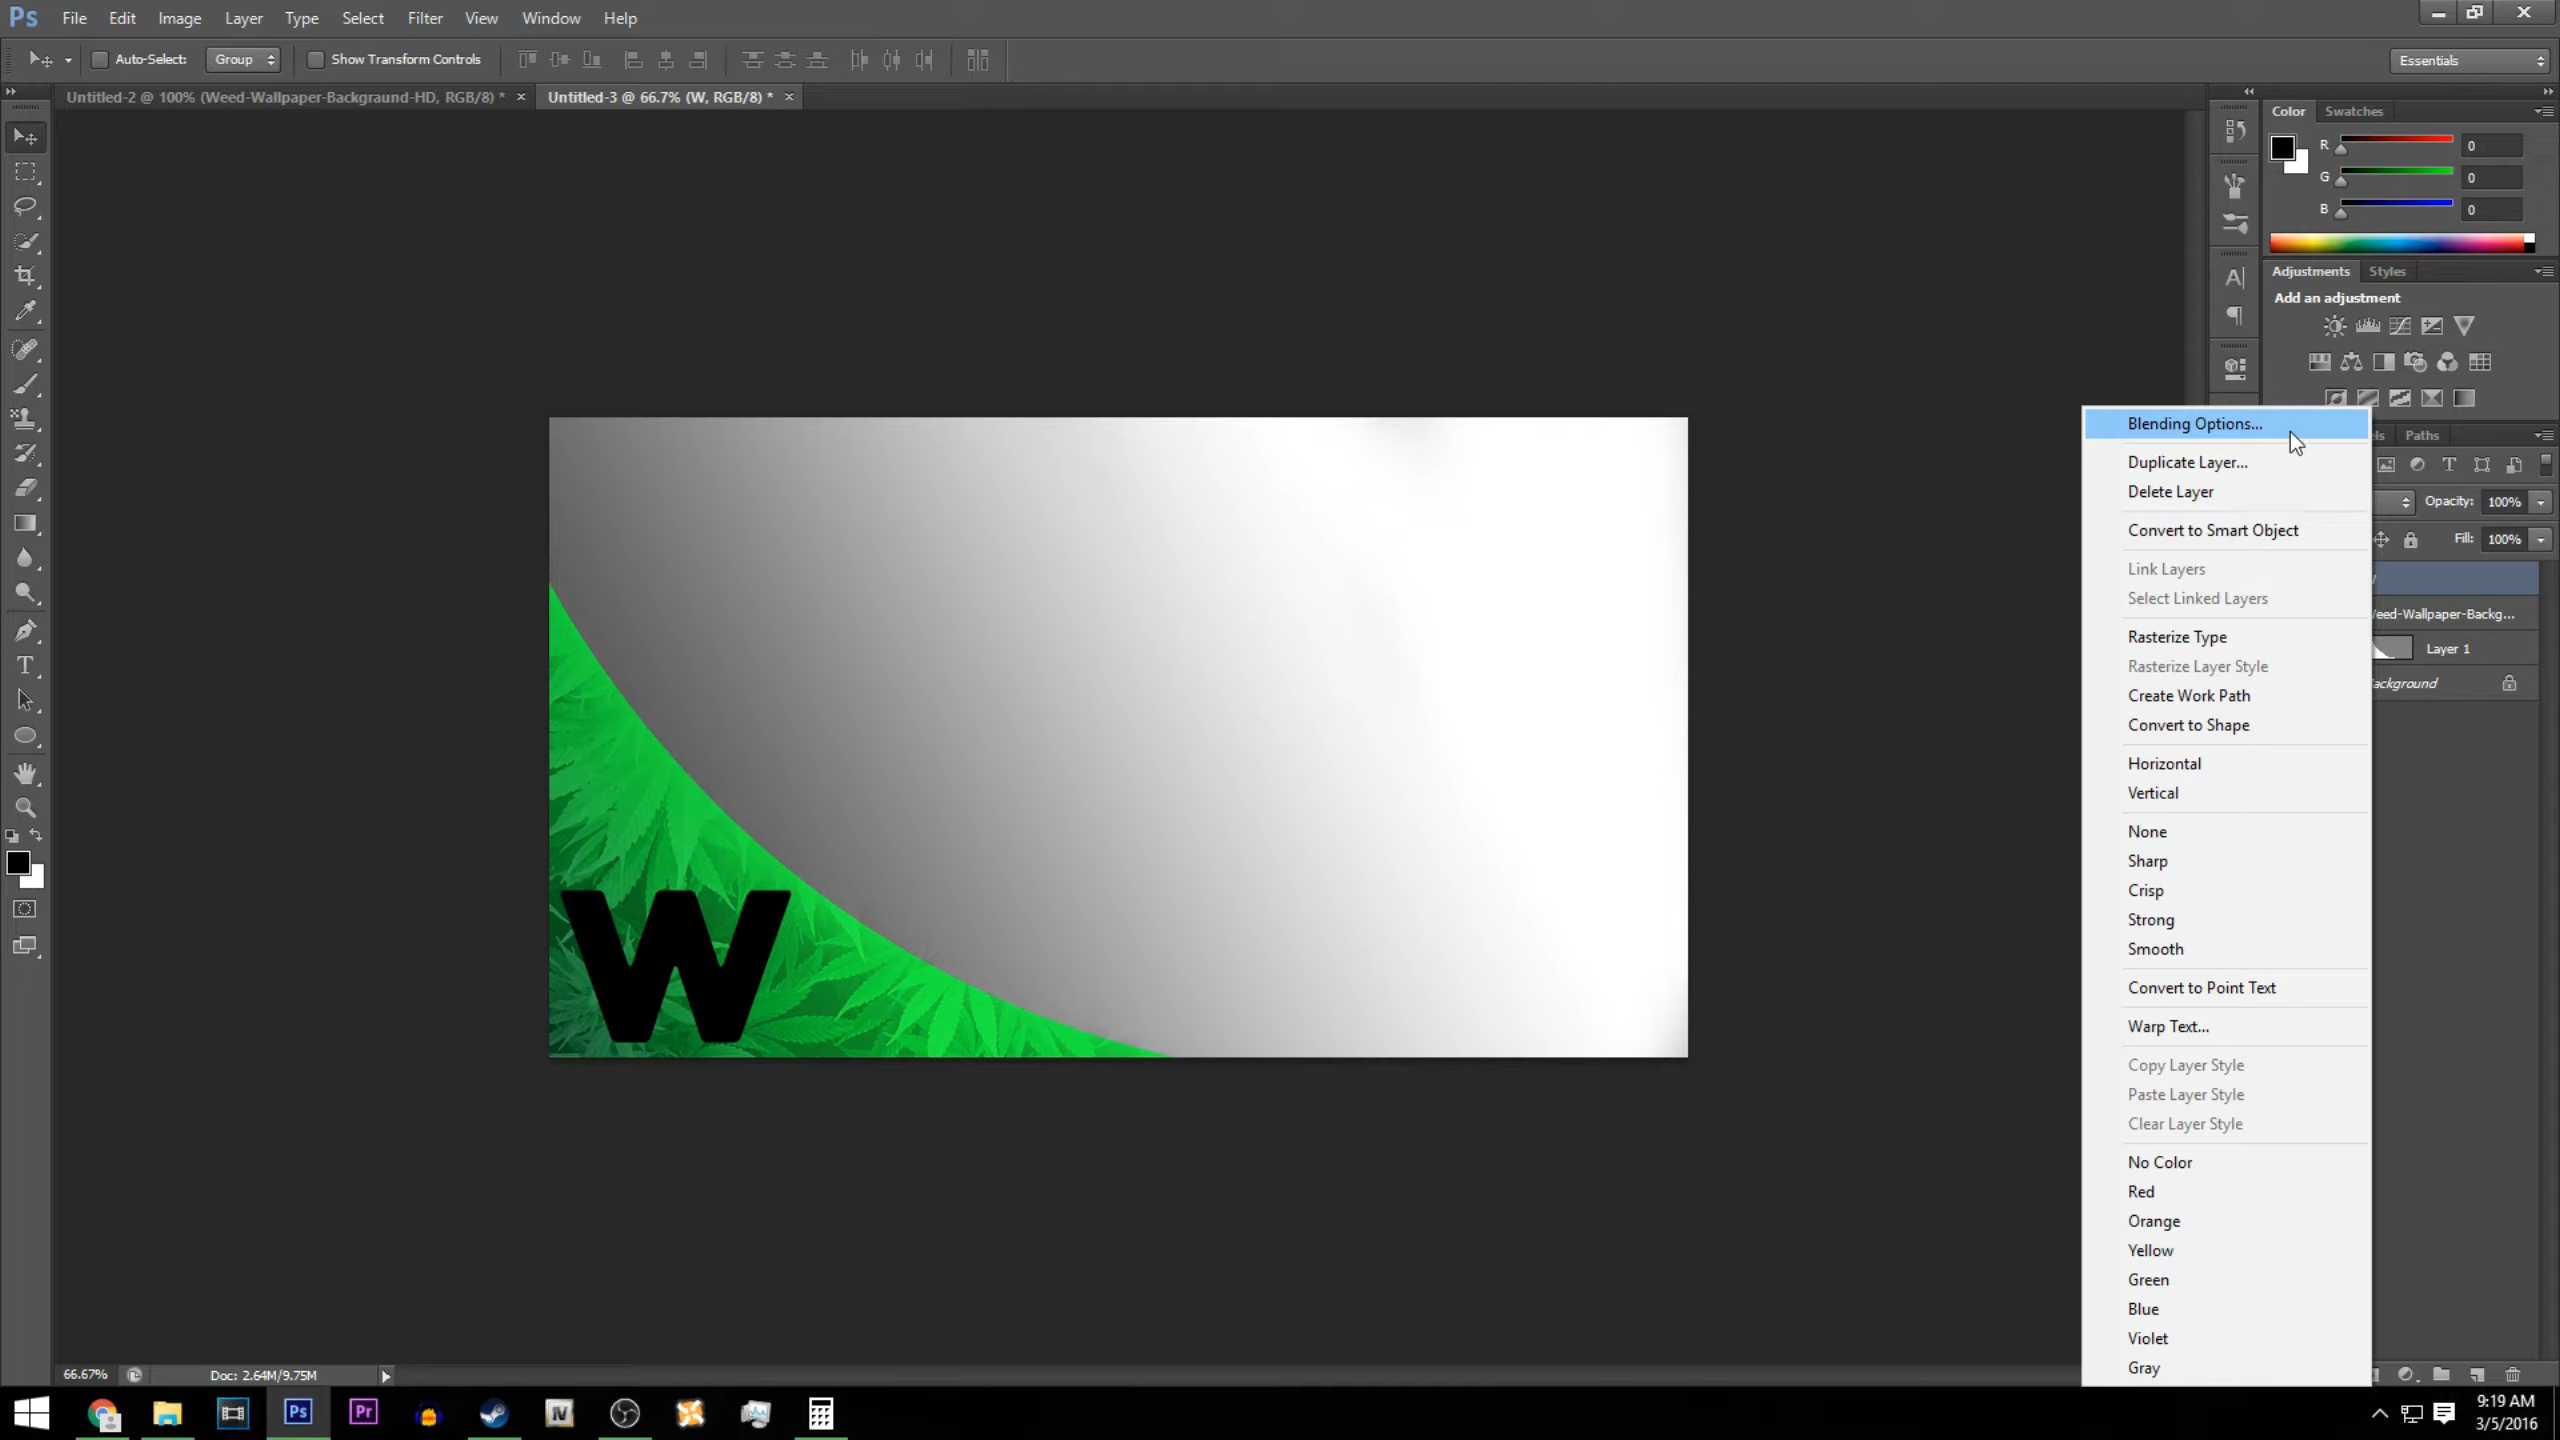 Ps File Edit Image Layer Type Select Filter View Window Help
Auto-Select: Group Show Transform Controls Essentials
Untitled-2 @ 100% (Weed-Wallpaper-Background-HD, RGB/8) * × Untitled-3 @ 66.7% (W, RGB/8) * ×
Color Swatches
R 0
G 0
B 0
Adjustments Styles
Add an adjustment
Paths
Opacity: 100%
Fill: 100%
eed-Wallpaper-Backg...
Layer 1
ackground
Blending Options...
Duplicate Layer...
Delete Layer
Convert to Smart Object
Link Layers
Select Linked Layers
Rasterize Type
Rasterize Layer Style
Create Work Path
Convert to Shape
Horizontal
Vertical
None
Sharp
Crisp
Strong
Smooth
Convert to Point Text
Warp Text...
Copy Layer Style
Paste Layer Style
Clear Layer Style
No Color
Red
Orange
Yellow
Green
Blue
Violet
Gray
W
66.67% Doc: 2.64M/9.75M
Ps Pr IV
9:19 AM
3/5/2016